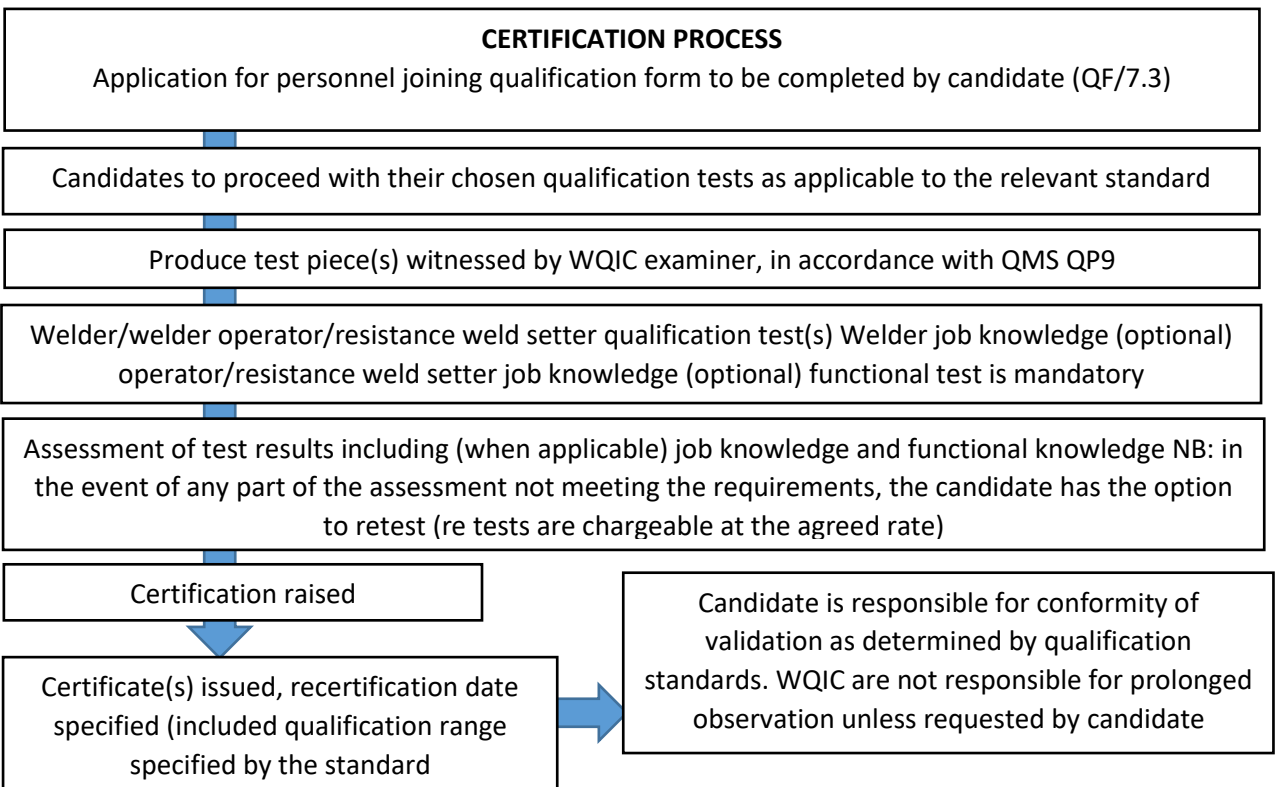 CERTIFICATION PROCESS
Application for personnel joining qualification form to be completed by candidate (QF/7.3)
Candidates to proceed with their chosen qualification tests as applicable to the relevant standard
Produce test piece(s) witnessed by WQIC examiner, in accordance with QMS QP9
Welder/welder operator/resistance weld setter qualification test(s) Welder job knowledge (optional)
operator/resistance weld setter job knowledge (optional) functional test is mandatory
Assessment of test results including (when applicable) job knowledge and functional knowledge NB: in
the event of any part of the assessment not meeting the requirements, the candidate has the option
to retest (re tests are chargeable at the agreed rate)
Certification raised
Certificate(s) issued, recertification date
specified (included qualification range
specified by the standard
Candidate is responsible for conformity of
validation as determined by qualification
standards. WQIC are not responsible for prolonged
observation unless requested by candidate